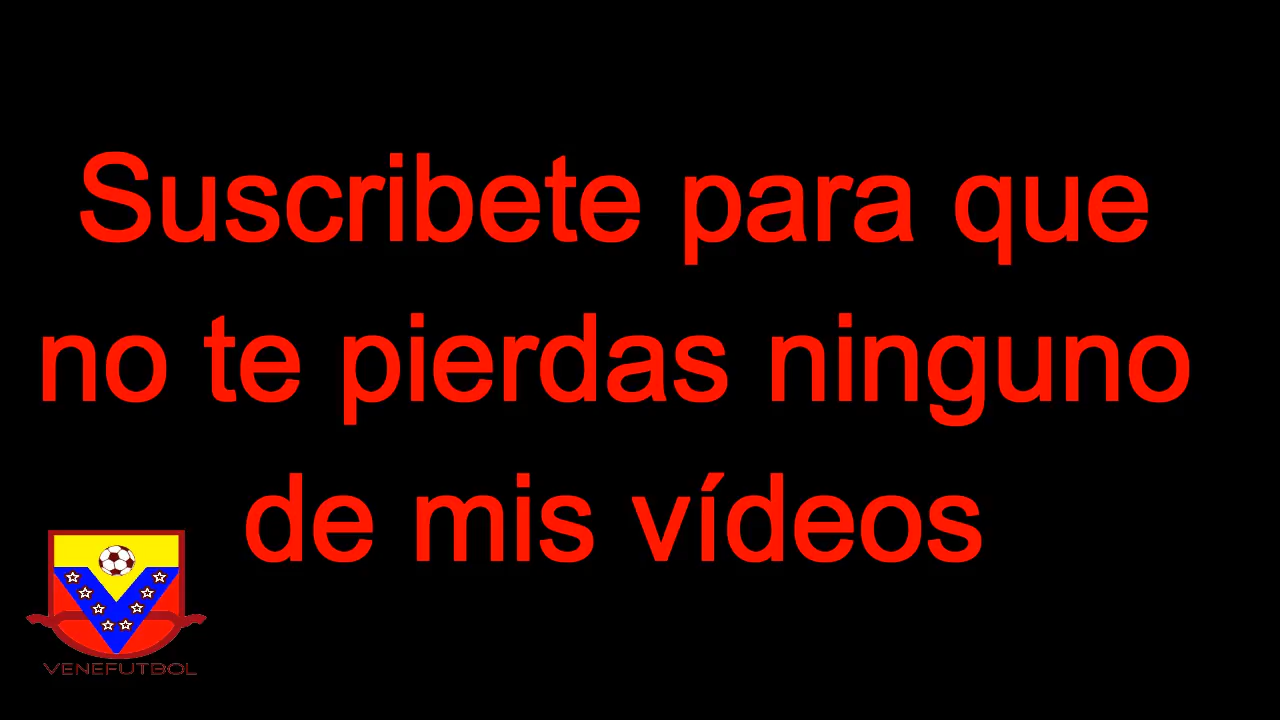 Suscribete para que
no te pierdas ninguno
de mis vídeos
VENEFUTBOL